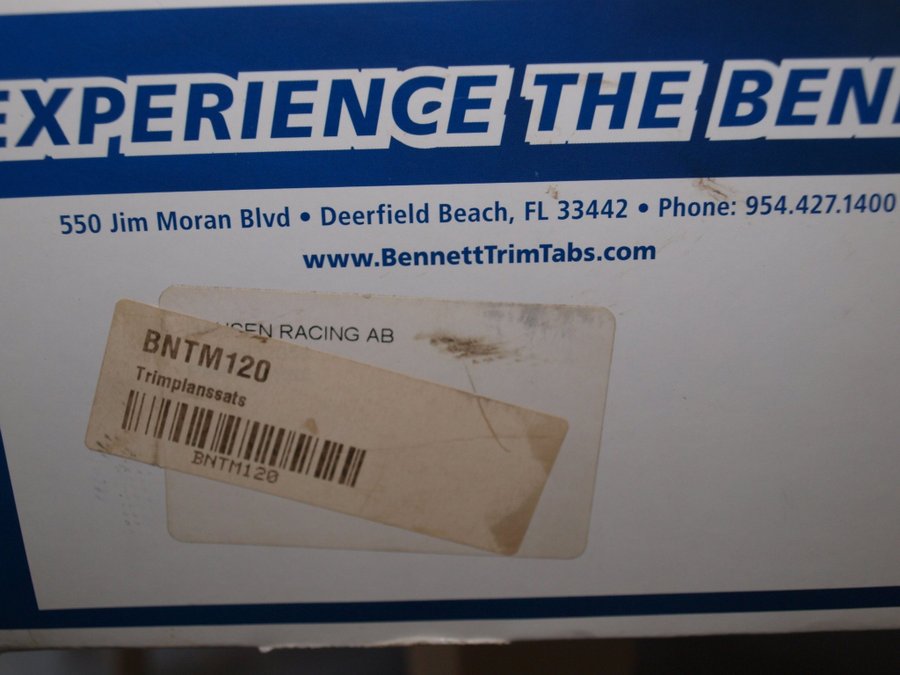 EXPERIENCE THE BEN
550 Jim Moran Blvd • Deerfield Beach, FL 33442 • Phone: 954.427.1400
www.BennettTrimTabs.com
RACING AB
BNTM120
Trimplanssats
BNTM120